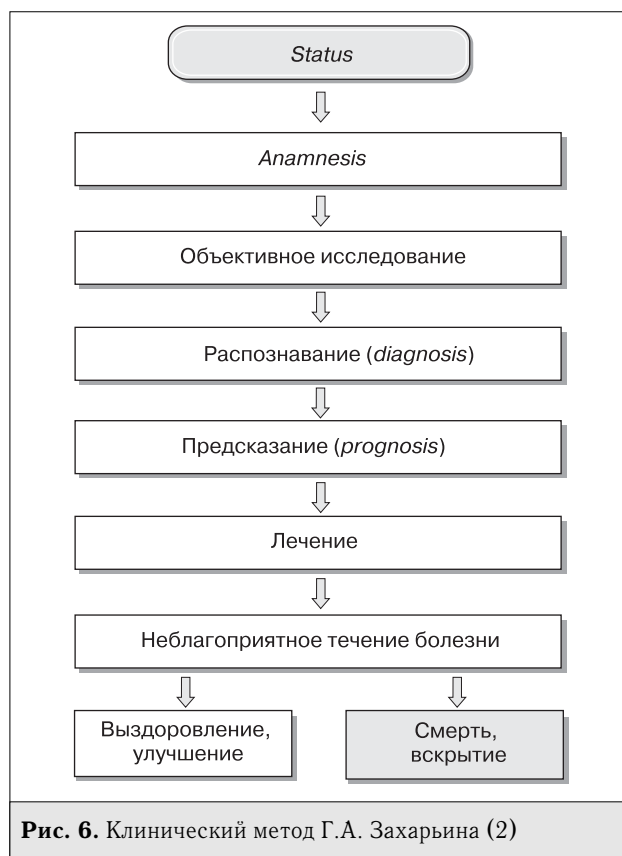 Status
Anamnesis
Объективное исследование
Распознавание (diagnosis)
Предсказание (prognosis)
Лечение
Неблагоприятное течение болезни
Выздоровление,
улучшение
Смерть,
вскрытие
Рис. 6. Клинический метод Г.А. Захарьина (2)